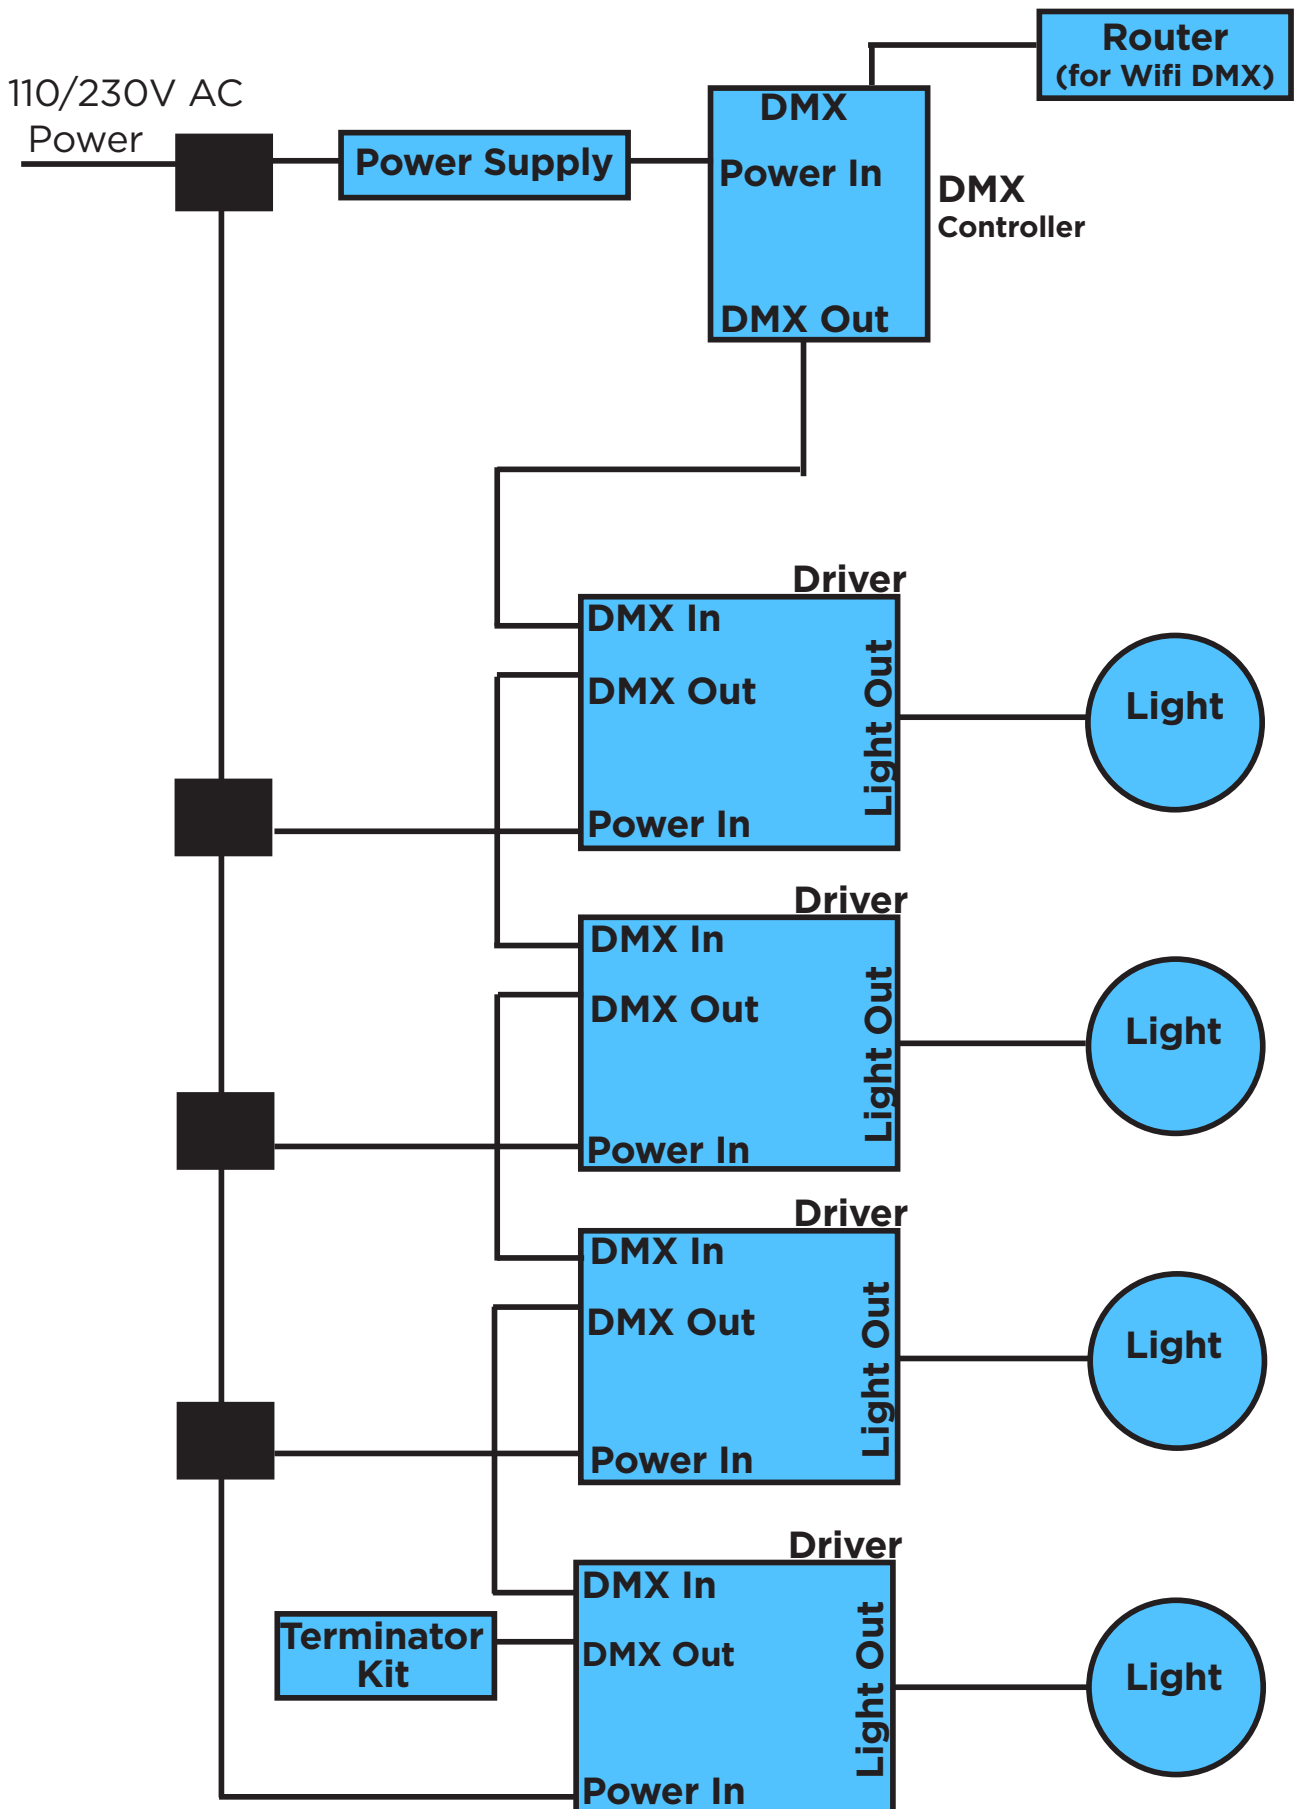 Router
(for Wifi DMX)
110/230V AC
Power
Power Supply
DMX
Power In
DMX Out
DMX
Controller
Driver
DMX In
DMX Out
Power In
Light Out
Light
Driver
DMX In
DMX Out
Power In
Light Out
Light
Driver
DMX In
DMX Out
Power In
Light Out
Light
Driver
DMX In
DMX Out
Power In
Light Out
Light
Terminator
Kit